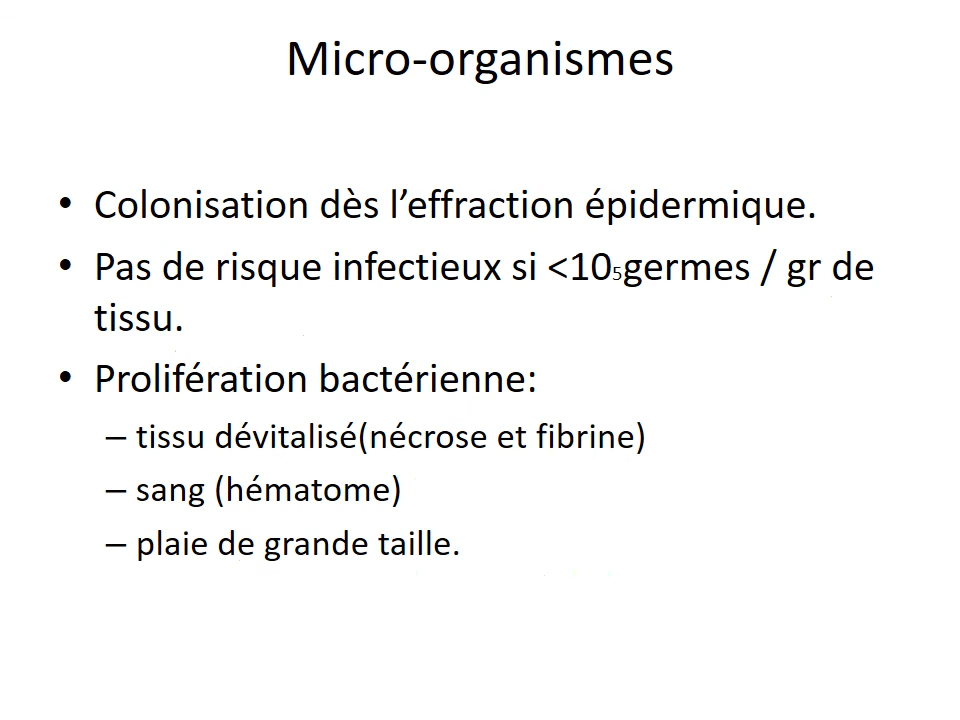 Micro-organismes
• Colonisation dès l’effraction épidermique.
• Pas de risque infectieux si <10₅germes / gr de
tissu.
• Prolifération bactérienne:
– tissu dévitalisé(nécrose et fibrine)
– sang (hématome)
– plaie de grande taille.